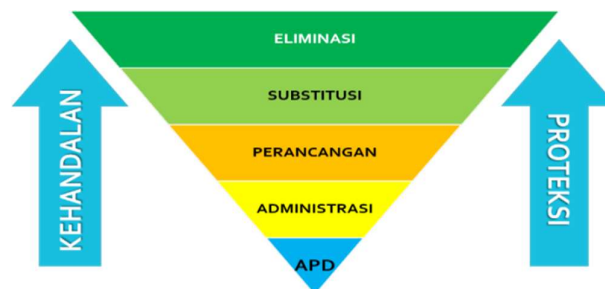 ELIMINASI
SUBSTITUSI
PERANCANGAN
ADMINISTRASI
APD
KEHANDALAN
PROTEKSI